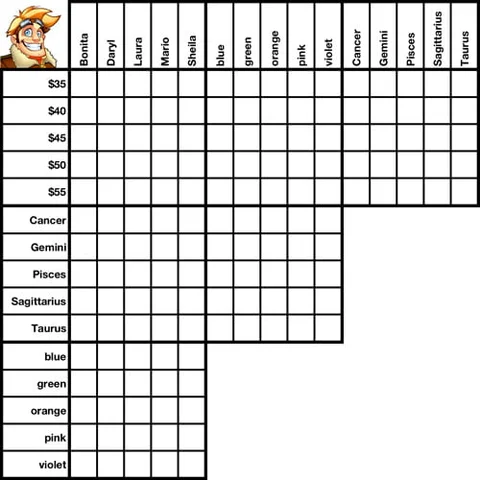 Bonita Daryl Laura Mario Sheila blue green orange pink violet Cancer Gemini Pisces Sagittarius Taurus
$35
$40
$45
$50
$55
Cancer
Gemini
Pisces
Sagittarius
Taurus
blue
green
orange
pink
violet